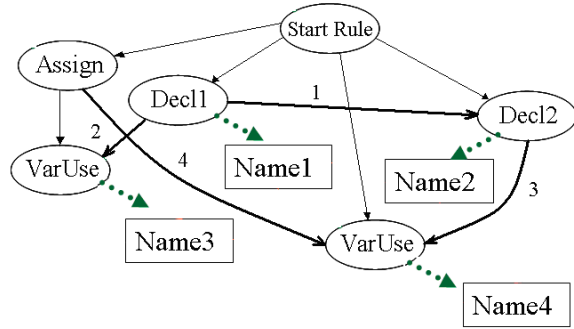 Start Rule
Assign
Decl1
1
Decl2
2
VarUse
4
Name1
Name2
3
Name3
VarUse
Name4